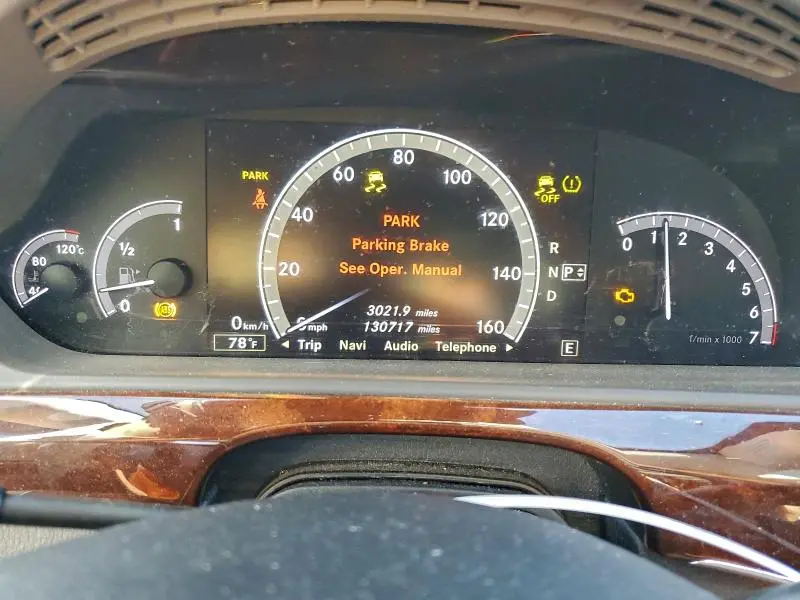 PARK
20
40
60
80
100
120
140
160
PARK
Parking Brake
See Oper. Manual
3021.9 miles
130717 miles
0 km/h
mph
78°F
Trip Navi Audio Telephone
E
OFF
R
N P
D
120°C
80
40
1
1/2
0
ABS
0 1 2 3 4 5 6 7
1/min x 1000